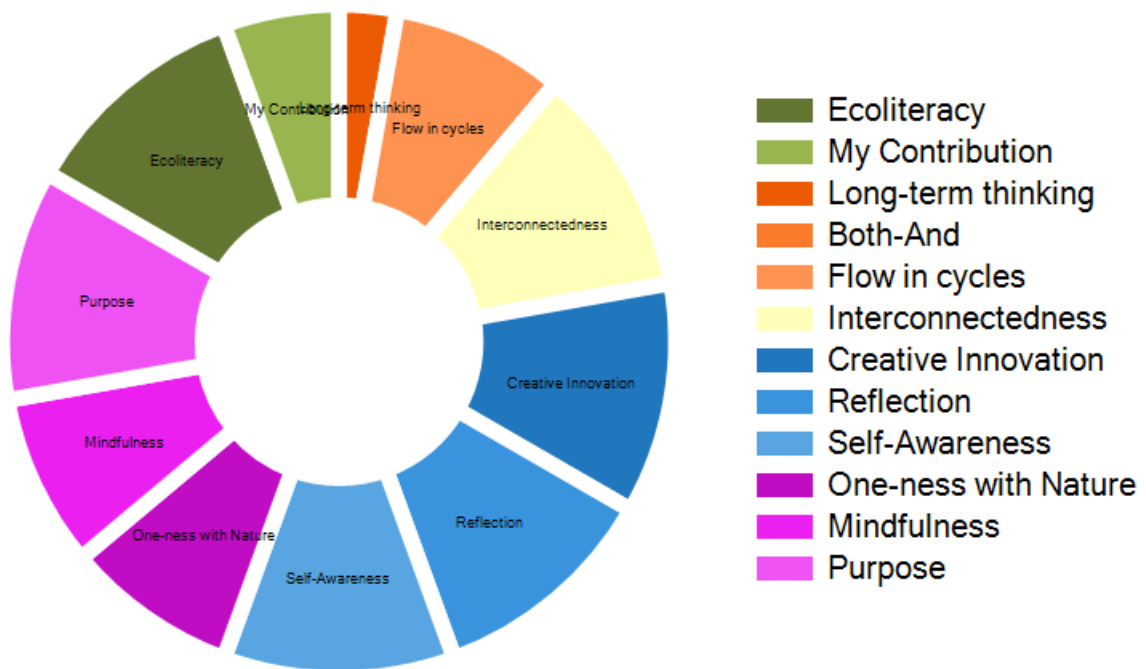 My Contribution
Long-term thinking
Flow in cycles
Ecoliteracy
Interconnectedness
Purpose
Creative Innovation
Mindfulness
Reflection
One-ness with Nature
Self-Awareness
Ecoliteracy
My Contribution
Long-term thinking
Both-And
Flow in cycles
Interconnectedness
Creative Innovation
Reflection
Self-Awareness
One-ness with Nature
Mindfulness
Purpose